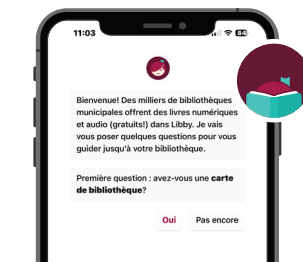 11:03
84
Bienvenue! Des milliers de bibliothèques
municipales offrent des livres numériques
et audio (gratuits!) dans Libby. Je vais
vous poser quelques questions pour vous
guider jusqu'à votre bibliothèque.
Première question : avez-vous une carte
de bibliothèque?
Oui
Pas encore